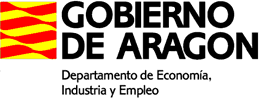 GOBIERNO
DE ARAGON
Departamento de Economía,
Industria y Empleo